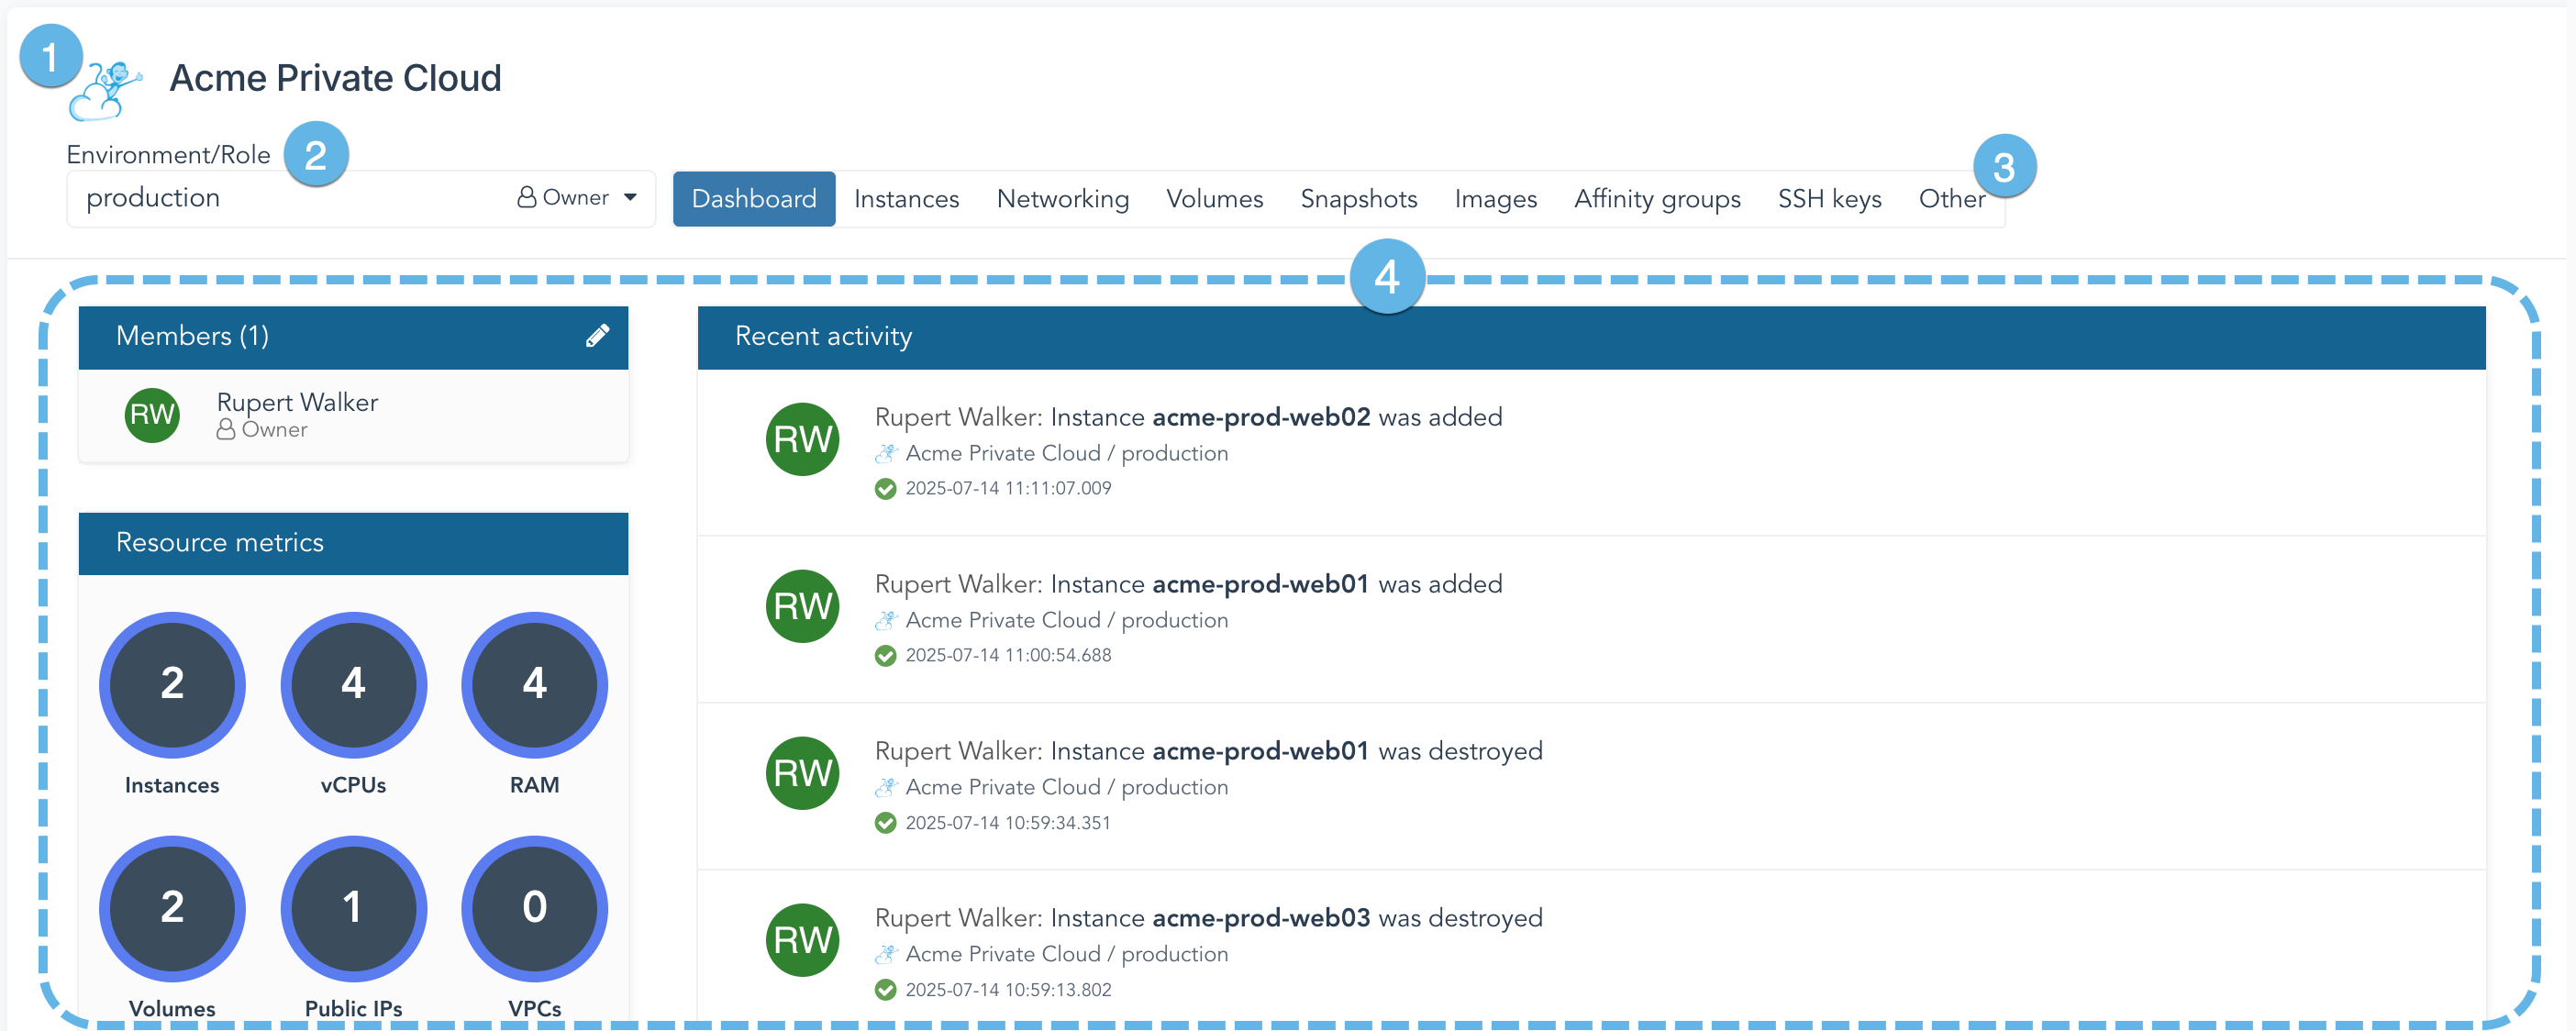 1
Acme Private Cloud
Environment/Role
2
production
Owner
Dashboard
Instances
Networking
Volumes
Snapshots
Images
Affinity groups
SSH keys
Other
3
4
Members (1)
RW
Rupert Walker
Owner
Resource metrics
2
4
4
Instances
vCPUs
RAM
2
1
0
Volumes
Public IPs
VPCs
Recent activity
RW
Rupert Walker: Instance acme-prod-web02 was added
Acme Private Cloud / production
2025-07-14 11:11:07.009
RW
Rupert Walker: Instance acme-prod-web01 was added
Acme Private Cloud / production
2025-07-14 11:00:54.688
RW
Rupert Walker: Instance acme-prod-web01 was destroyed
Acme Private Cloud / production
2025-07-14 10:59:34.351
RW
Rupert Walker: Instance acme-prod-web03 was destroyed
Acme Private Cloud / production
2025-07-14 10:59:13.802